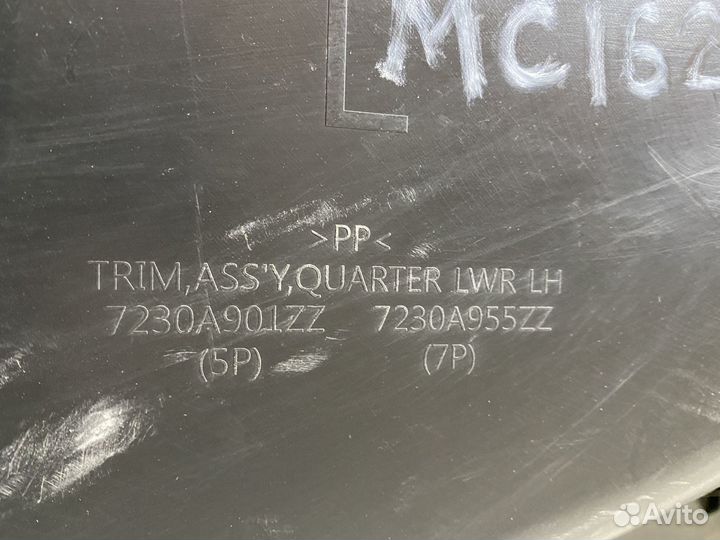 MC162
>PP<
TRIM,ASS'Y,QUARTER LWR LH
7230A901ZZ 7230A955ZZ
(5P) (7P)
Avito